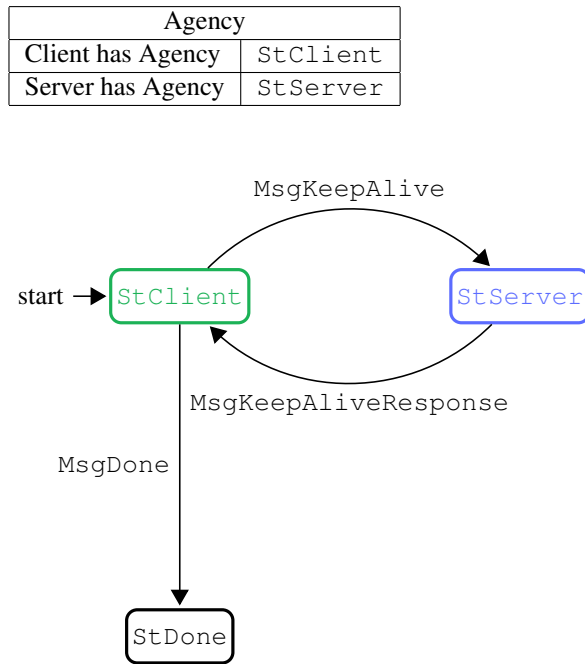 Agency
Client has Agency StClient
Server has Agency StServer
MsgKeepAlive
start StClient StServer
MsgKeepAliveResponse
MsgDone
StDone